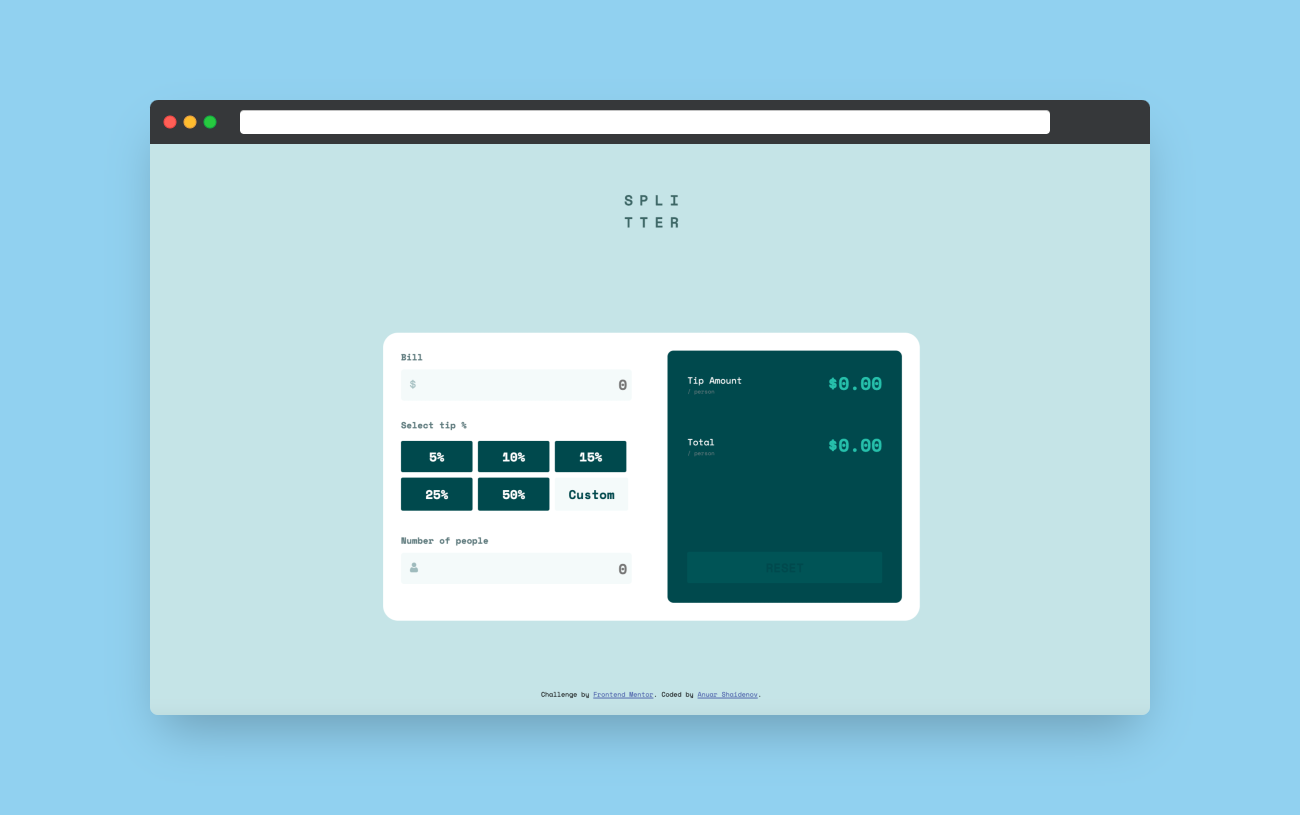 SPLI
TTER
Bill
$ 0
Select tip %
5% 10% 15%
25% 50% Custom
Number of people
0
Tip Amount $0.00
/ person
Total $0.00
/ person
RESET
Challenge by Frontend Mentor. Coded by Anuar Shaidenov.